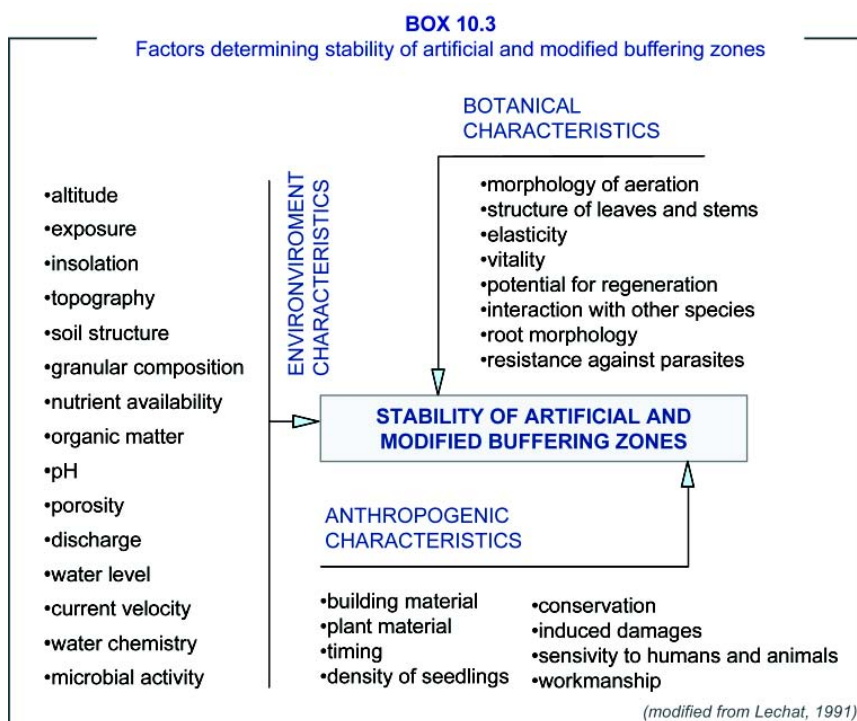 BOX 10.3
Factors determining stability of artificial and modified buffering zones
•altitude
•exposure
•insolation
•topography
•soil structure
•granular composition
•nutrient availability
•organic matter
•pH
•porosity
•discharge
•water level
•current velocity
•water chemistry
•microbial activity
ENVIRONVIROMENT
CHARACTERISTICS
BOTANICAL
CHARACTERISTICS
•morphology of aeration
•structure of leaves and stems
•elasticity
•vitality
•potential for regeneration
•interaction with other species
•root morphology
•resistance against parasites
STABILITY OF ARTIFICIAL AND
MODIFIED BUFFERING ZONES
ANTHROPOGENIC
CHARACTERISTICS
•building material
•plant material
•timing
•density of seedlings
•conservation
•induced damages
•sensivity to humans and animals
•workmanship
(modified from Lechat, 1991)